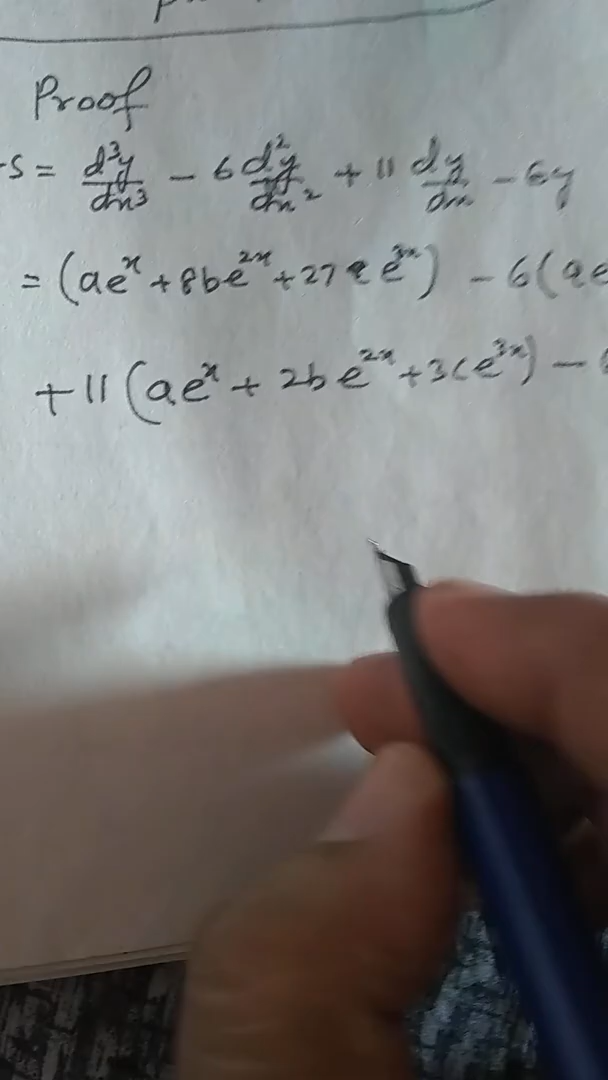 Proof
-S = d³y/dx³ - 6 d²y/dx² + 11 dy/dx - 6y
= (ae^x + 8be^2x + 27ce^3x) - 6(ae
+ 11(ae^x + 2be^2x + 3ce^3x) -